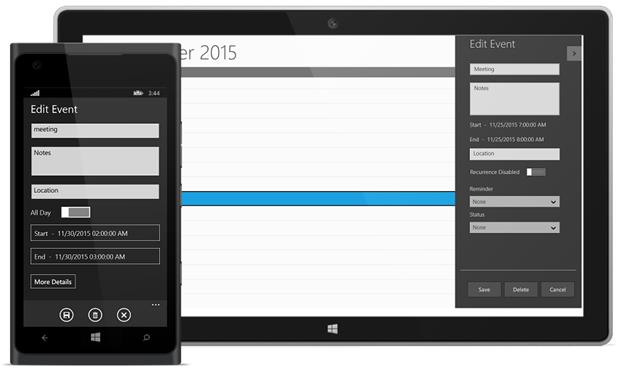 3:44
Edit Event
meeting
Notes
Location
All Day
Start - 11/30/2015 02:00:00 AM
End - 11/30/2015 03:00:00 AM
More Details
er 2015
Edit Event
Meeting
Notes
Start - 11/25/2015 7:00:00 AM
End - 11/25/2015 8:00:00 AM
Location
Recurrence Disabled
Reminder
None
Status
None
Save Delete Cancel